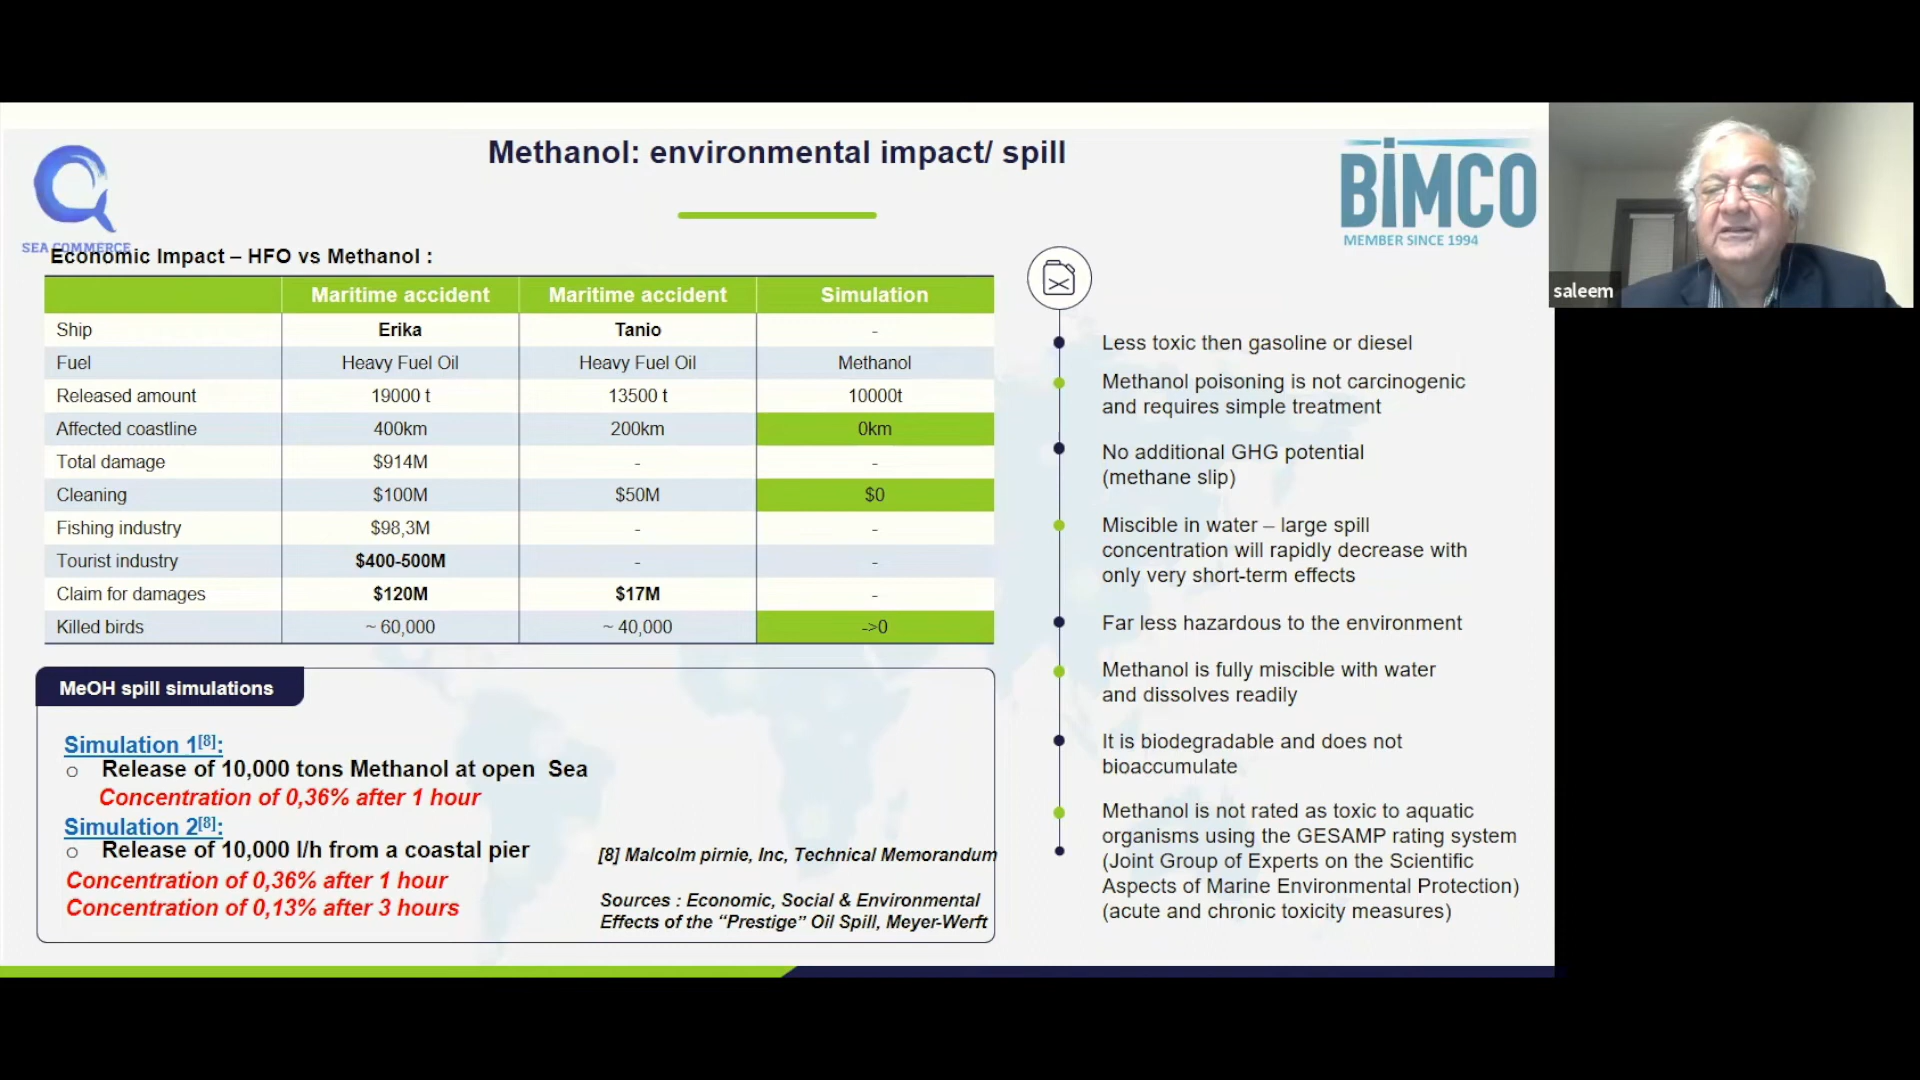 Methanol: environmental impact/ spill
SEA COMMERCE
BIMCO
MEMBER SINCE 1994
saleem
Economic Impact – HFO vs Methanol :
Maritime accident Maritime accident Simulation
Ship Erika Tanio -
Fuel Heavy Fuel Oil Heavy Fuel Oil Methanol
Released amount 19000 t 13500 t 10000t
Affected coastline 400km 200km 0km
Total damage $914M - -
Cleaning $100M $50M $0
Fishing industry $98,3M - -
Tourist industry $400-500M - -
Claim for damages $120M $17M -
Killed birds ~ 60,000 ~ 40,000 ->0
MeOH spill simulations
Simulation 1[8]:
o Release of 10,000 tons Methanol at open Sea
Concentration of 0,36% after 1 hour
Simulation 2[8]:
o Release of 10,000 l/h from a coastal pier
Concentration of 0,36% after 1 hour
Concentration of 0,13% after 3 hours
[8] Malcolm pirnie, Inc, Technical Memorandum
Sources : Economic, Social & Environmental
Effects of the “Prestige” Oil Spill, Meyer-Werft
Less toxic then gasoline or diesel
Methanol poisoning is not carcinogenic
and requires simple treatment
No additional GHG potential
(methane slip)
Miscible in water – large spill
concentration will rapidly decrease with
only very short-term effects
Far less hazardous to the environment
Methanol is fully miscible with water
and dissolves readily
It is biodegradable and does not
bioaccumulate
Methanol is not rated as toxic to aquatic
organisms using the GESAMP rating system
(Joint Group of Experts on the Scientific
Aspects of Marine Environmental Protection)
(acute and chronic toxicity measures)